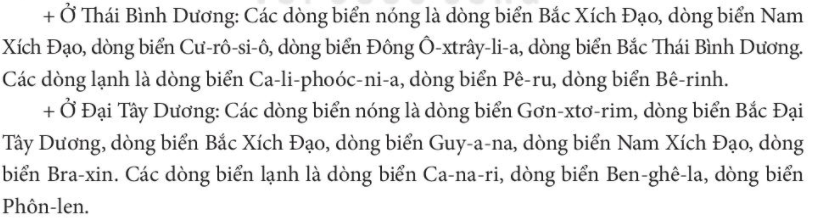 + Ở Thái Bình Dương: Các dòng biển nóng là dòng biển Bắc Xích Đạo, dòng biển Nam
Xích Đạo, dòng biển Cư-rô-si-ô, dòng biển Đông Ô-xtrây-li-a, dòng biển Bắc Thái Bình Dương.
Các dòng lạnh là dòng biển Ca-li-phoóc-ni-a, dòng biển Pê-ru, dòng biển Bê-rinh.
+ Ở Đại Tây Dương: Các dòng biển nóng là dòng biển Gơn-xtơ-rim, dòng biển Bắc Đại
Tây Dương, dòng biển Bắc Xích Đạo, dòng biển Guy-a-na, dòng biển Nam Xích Đạo, dòng
biển Bra-xin. Các dòng biển lạnh là dòng biển Ca-na-ri, dòng biển Ben-ghê-la, dòng biển
Phôn-len.